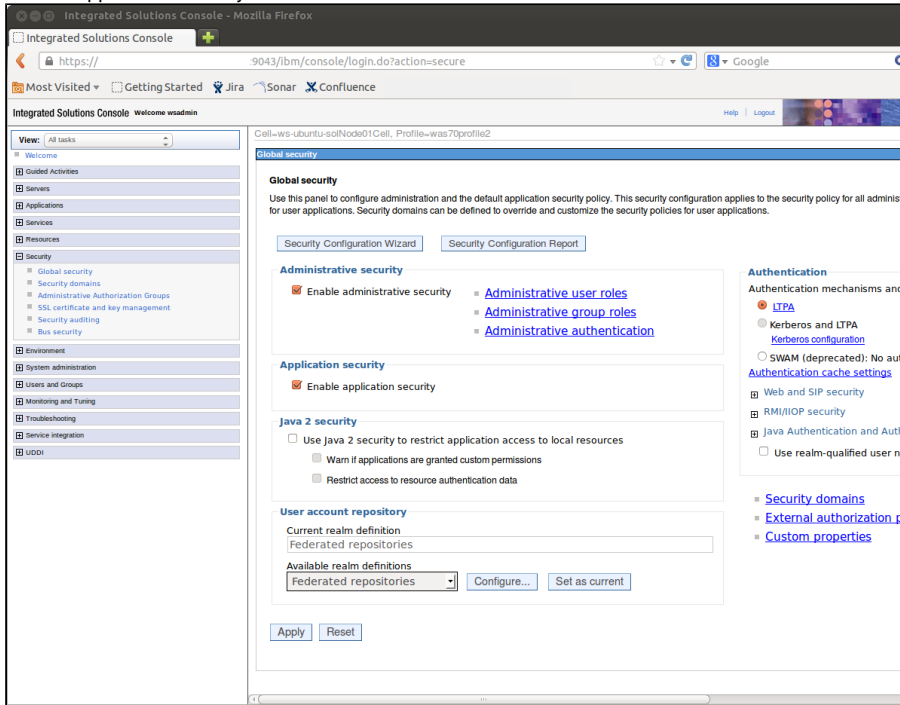 Integrated Solutions Console - Mozilla Firefox
Integrated Solutions Console
https:// :9043/ibm/console/login.do?action=secure
Google
Most Visited Getting Started Jira Sonar Confluence
Integrated Solutions Console Welcome wsadmin
Help | Logout
View: All tasks
Welcome
Guided Activities
Servers
Applications
Services
Resources
Security
Global security
Security domains
Administrative Authorization Groups
SSL certificate and key management
Security auditing
Bus security
Environment
System administration
Users and Groups
Monitoring and Tuning
Troubleshooting
Service integration
UDDI
Cell=ws-ubuntu-solNode01Cell, Profile=was70profile2
Global security
Global security
Use this panel to configure administration and the default application security policy. This security configuration applies to the security policy for all adminis
for user applications. Security domains can be defined to override and customize the security policies for user applications.
Security Configuration Wizard Security Configuration Report
Administrative security
Enable administrative security
Administrative user roles
Administrative group roles
Administrative authentication
Application security
Enable application security
Java 2 security
Use Java 2 security to restrict application access to local resources
Warn if applications are granted custom permissions
Restrict access to resource authentication data
User account repository
Current realm definition
Federated repositories
Available realm definitions
Federated repositories Configure... Set as current
Apply Reset
Authentication
Authentication mechanisms and
LTPA
Kerberos and LTPA
Kerberos configuration
SWAM (deprecated): No aut
Authentication cache settings
Web and SIP security
RMI/IIOP security
Java Authentication and Auth
Use realm-qualified user n
Security domains
External authorization p
Custom properties